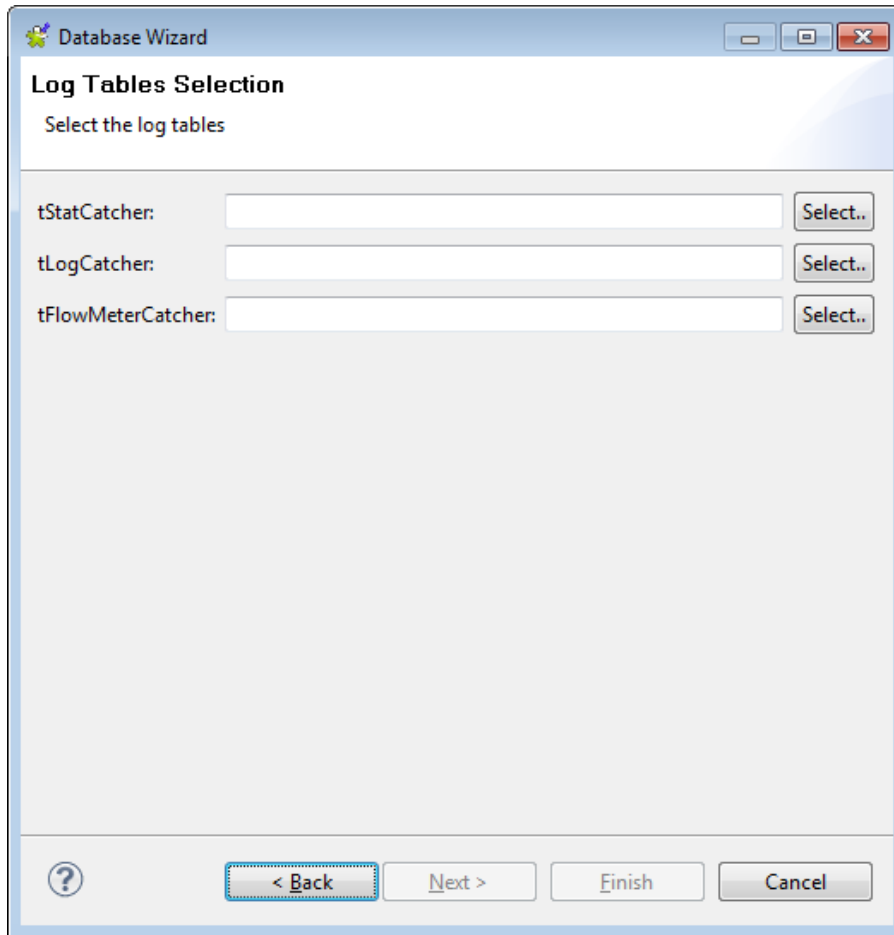 Database Wizard
Log Tables Selection
Select the log tables
tStatCatcher: Select..
tLogCatcher: Select..
tFlowMeterCatcher: Select..
? < Back Next > Finish Cancel